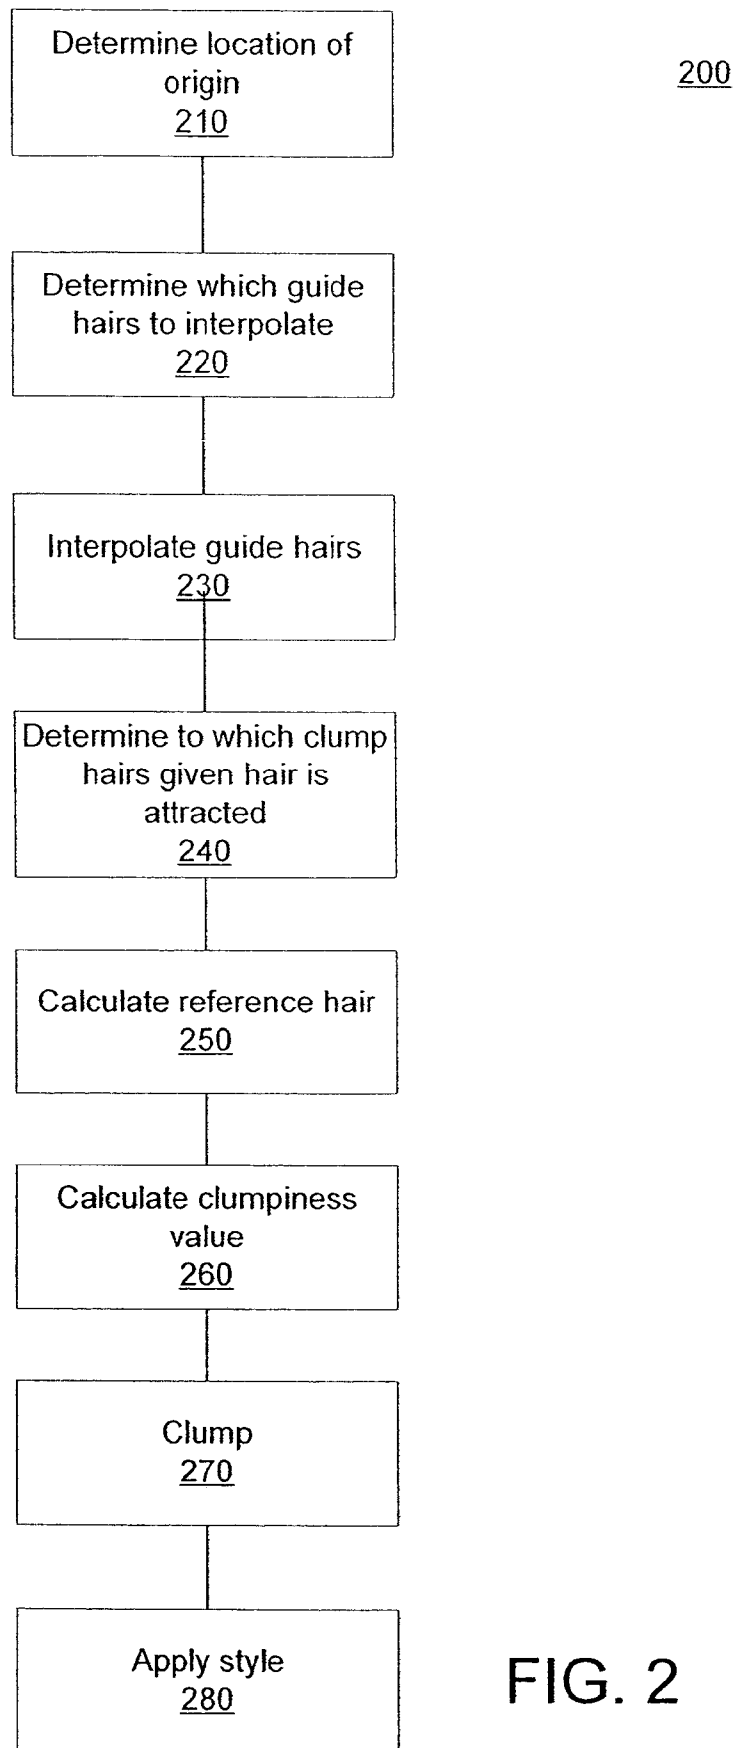 Determine location of
origin
210
200
Determine which guide
hairs to interpolate
220
Interpolate guide hairs
230
Determine to which clump
hairs given hair is
attracted
240
Calculate reference hair
250
Calculate clumpiness
value
260
Clump
270
Apply style
280
FIG. 2